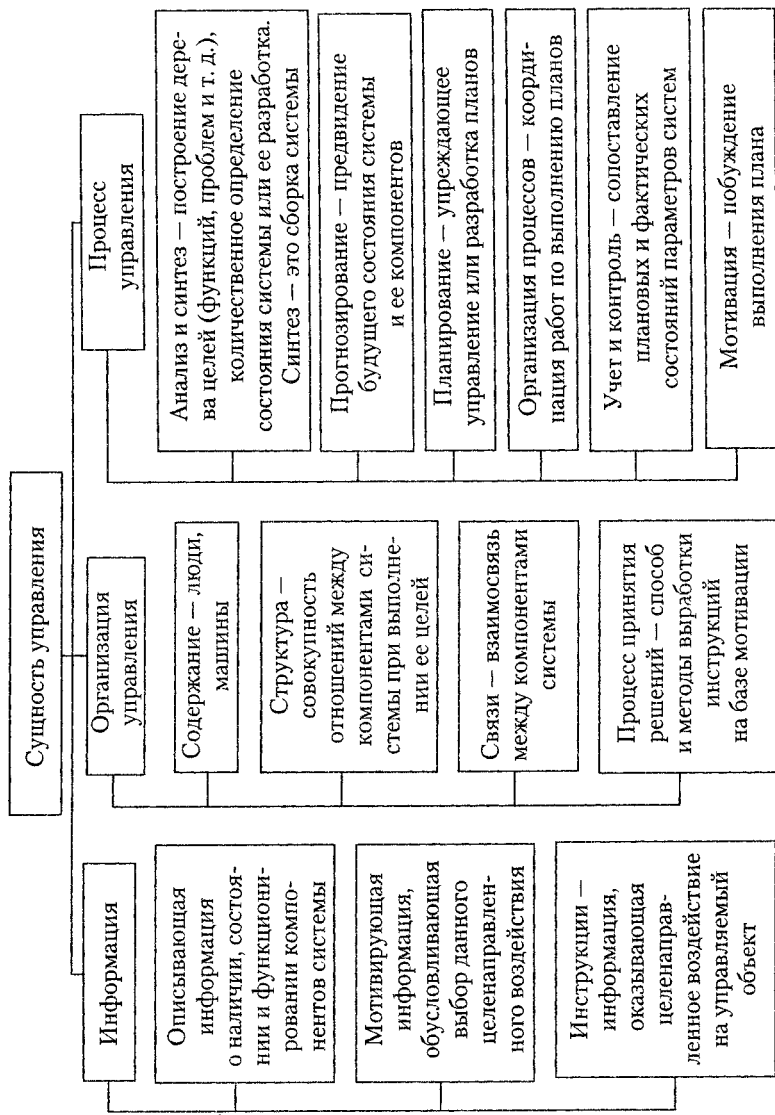 Сущность управления
Информация
Описывающая
информация
о наличии, состоя-
нии и функциони-
ровании компо-
нентов системы
Мотивирующая
информация,
обусловливающая
выбор данного
целенаправлен-
ного воздействия
Инструкции —
информация,
оказывающая
целенаправ-
ленное воздействие
на управляемый
объект
Организация
управления
Содержание — люди,
машины
Структура —
совокупность
отношений между
компонентами си-
стемы при выполне-
нии ее целей
Связи — взаимосвязь
между компонентами
системы
Процесс принятия
решений — способ
и методы выработки
инструкций
на базе мотивации
Процесс
управления
Анализ и синтез — построение дере-
ва целей (функций, проблем и т. д.),
количественное определение
состояния системы или ее разработка.
Синтез — это сборка системы
Прогнозирование — предвидение
будущего состояния системы
и ее компонентов
Планирование — упреждающее
управление или разработка планов
Организация процессов — коорди-
нация работ по выполнению планов
Учет и контроль — сопоставление
плановых и фактических
состояний параметров систем
Мотивация — побуждение
выполнения плана